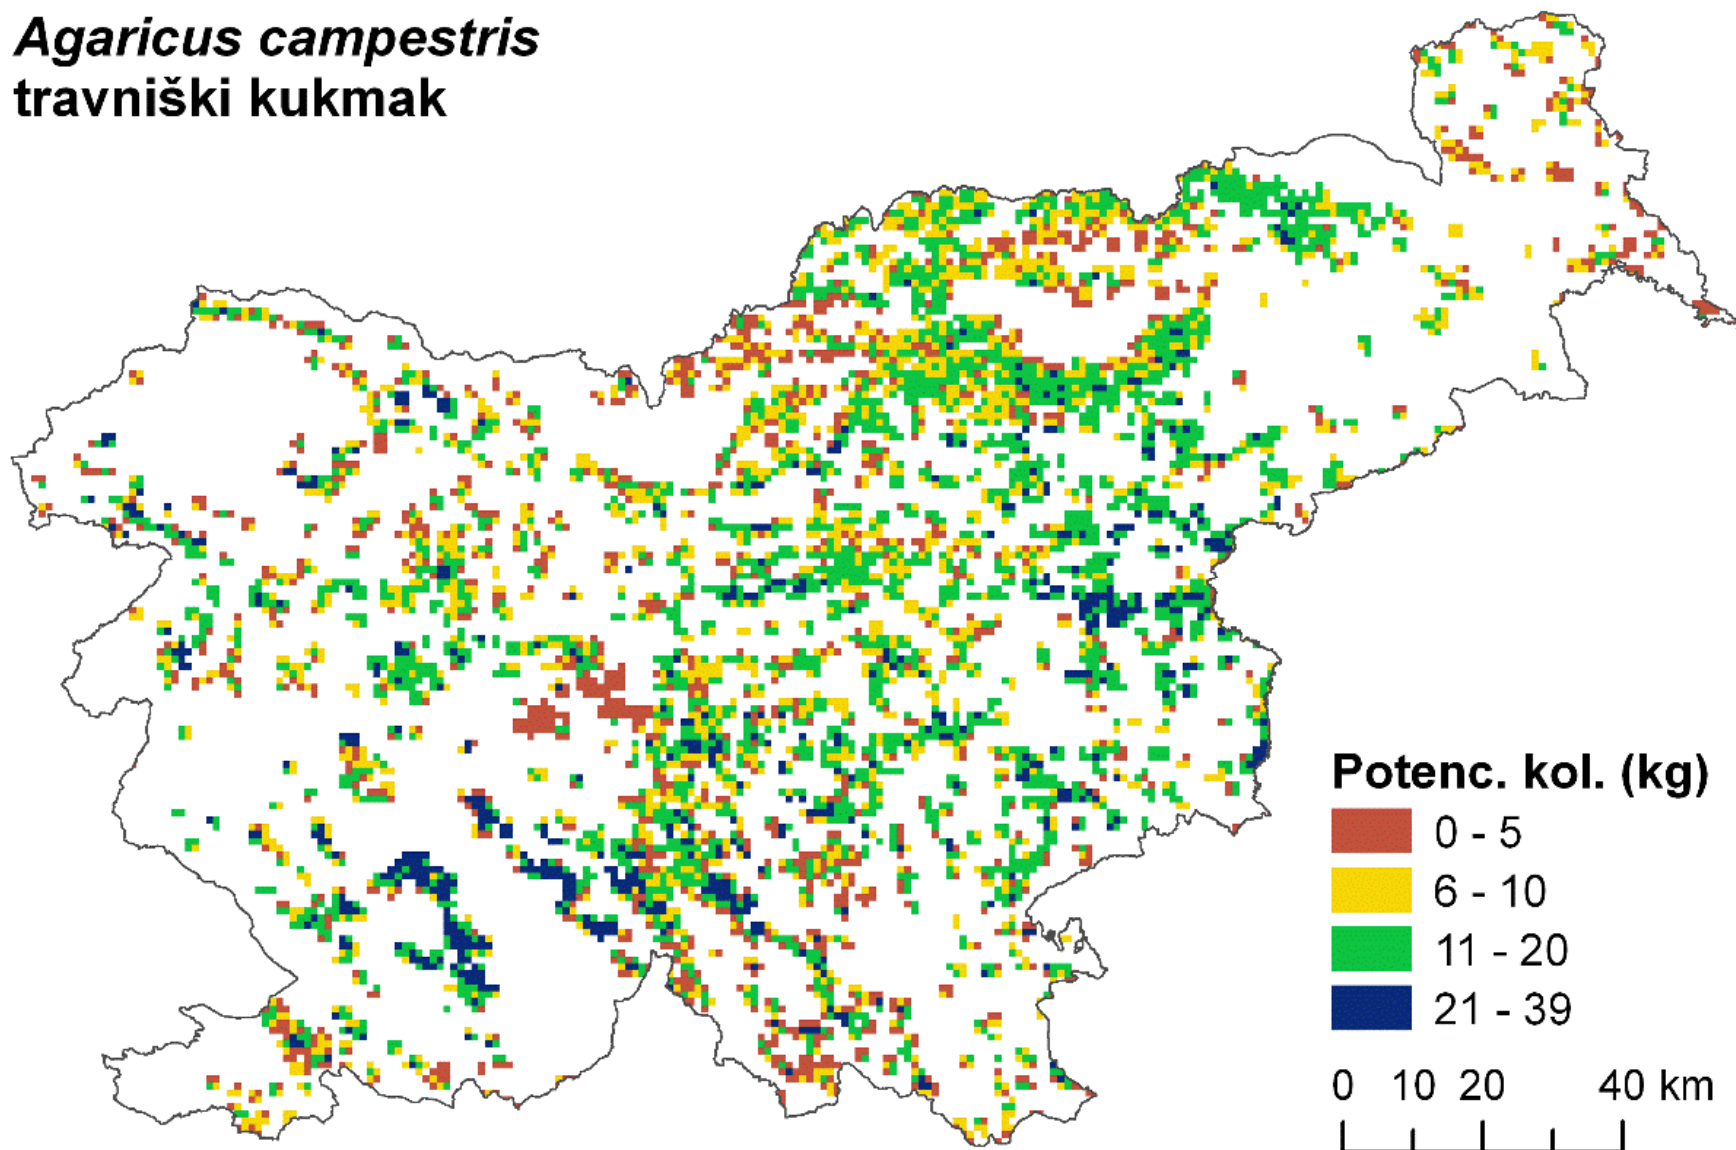 Agaricus campestris
travniški kukmak
Potenc. kol. (kg)
0 - 5
6 - 10
11 - 20
21 - 39
0 10 20 40 km